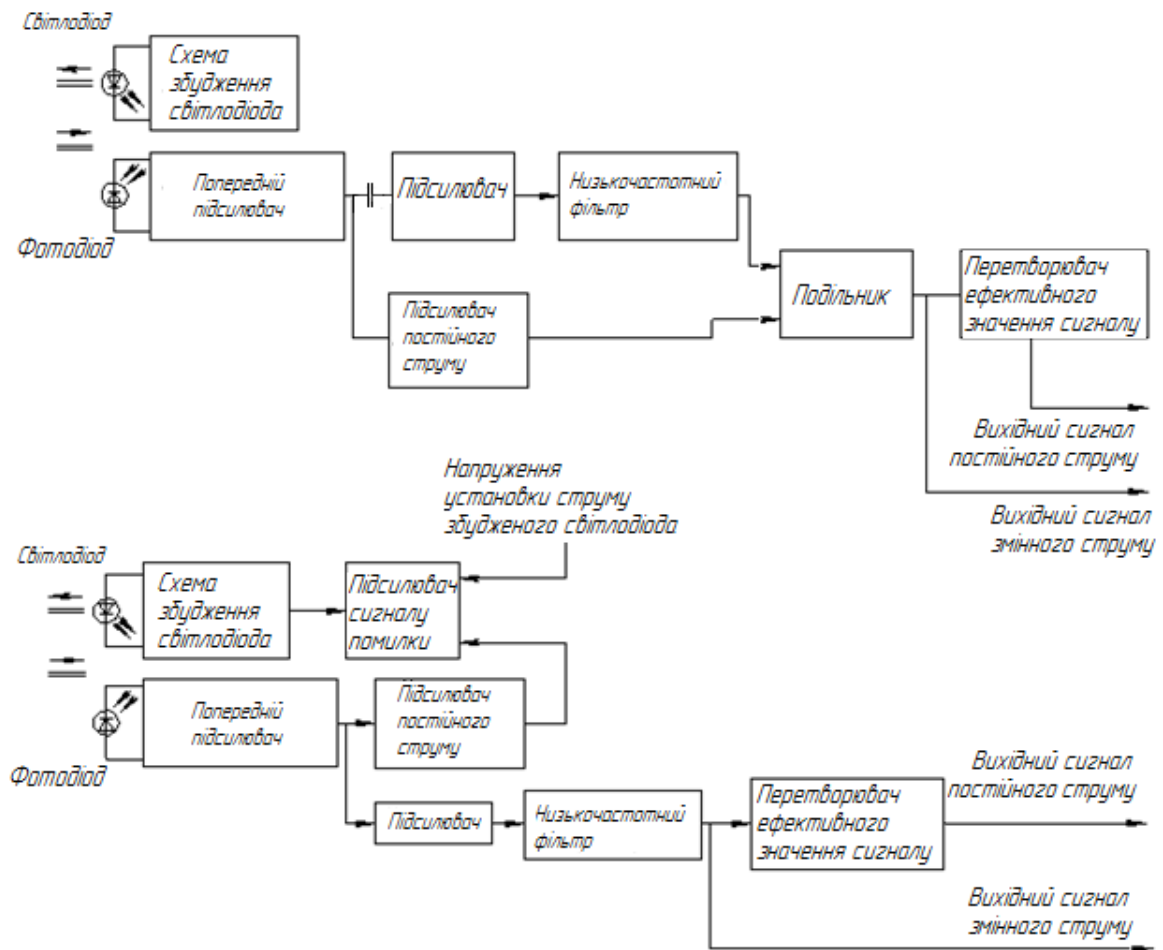 Світлодіод
Схема
збудження
світлодіода
Попередній
підсилювач
Фотодіод
Підсилювач
Низькочастотний
фільтр
Підсилювач
постійного
струму
Подільник
Перетворювач
ефективного
значення сигналу
Вихідний сигнал
постійного струму
Вихідний сигнал
змінного струму
Напруження
установки струму
збудженого світлодіода
Світлодіод
Схема
збудження
світлодіода
Підсилювач
сигналу
помилки
Попередній
підсилювач
Фотодіод
Підсилювач
постійного
струму
Підсилювач
Низькочастотний
фільтр
Перетворювач
ефективного
значення сигналу
Вихідний сигнал
постійного струму
Вихідний сигнал
змінного струму